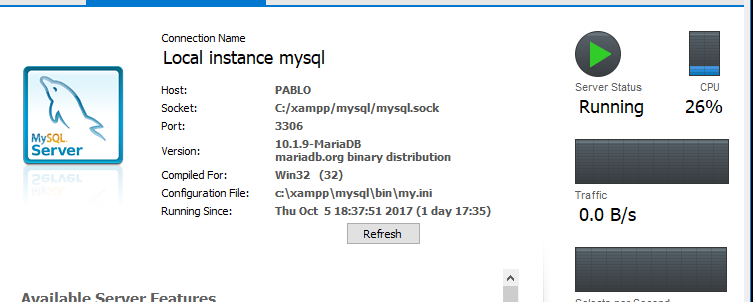 Connection Name
Local instance mysql
Host: PABLO
Socket: C:/xampp/mysql/mysql.sock
Port: 3306
Version: 10.1.9-MariaDB
mariadb.org binary distribution
Compiled For: Win32 (32)
Configuration File: c:\xampp\mysql\bin\my.ini
Running Since: Thu Oct 5 18:37:51 2017 (1 day 17:35)
Refresh
MySQL
Server
Available Server Features
Server Status
Running
CPU
26%
Traffic
0.0 B/s
Selects per Second